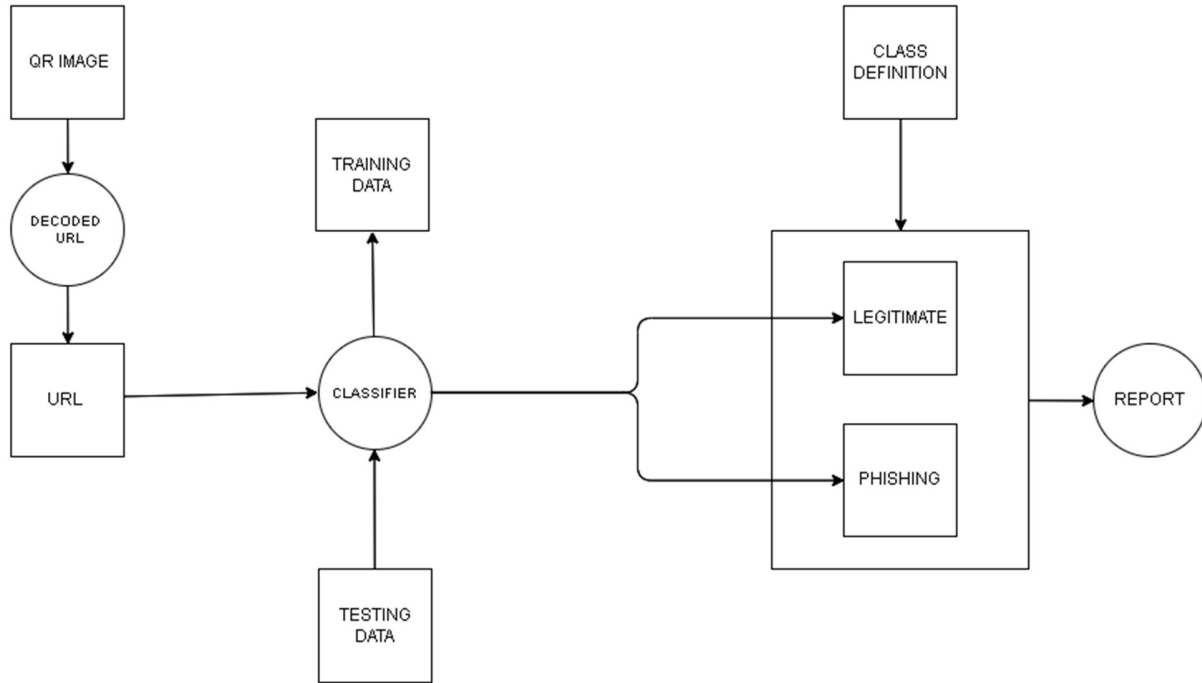 QR IMAGE
CLASS
DEFINITION
TRAINING
DATA
DECODED
URL
LEGITIMATE
URL
CLASSIFIER
REPORT
PHISHING
TESTING
DATA